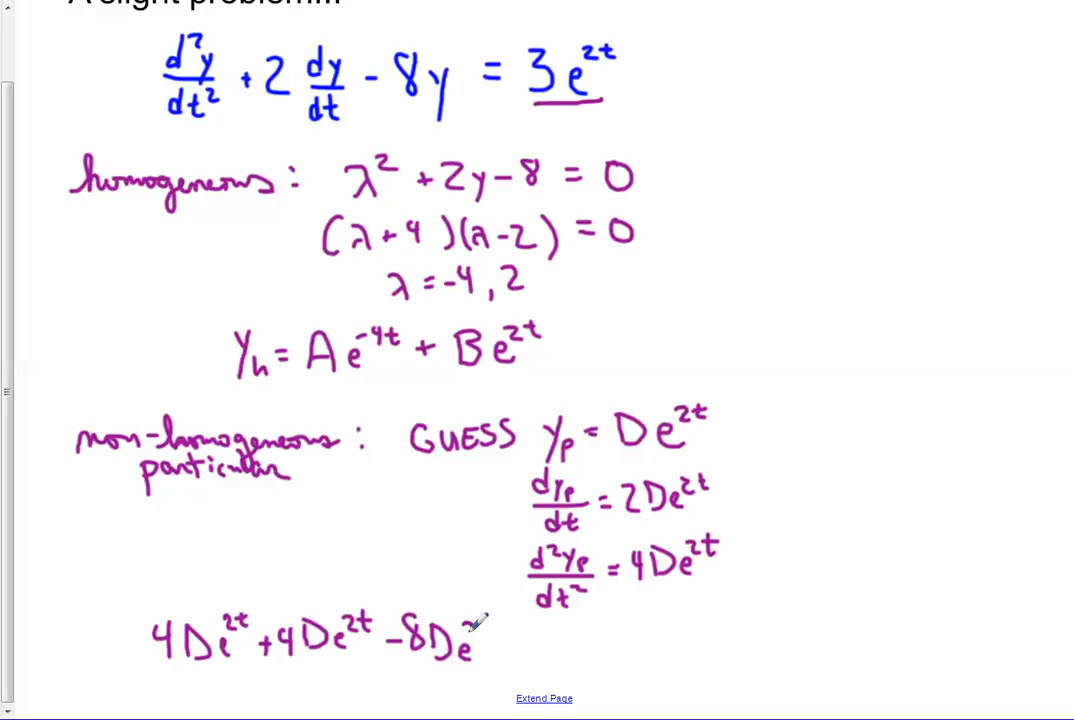 A slight problem...
d²y/dt² + 2 dy/dt - 8y = 3e^2t
homogeneous: λ² + 2y - 8 = 0
(λ + 4)(λ - 2) = 0
λ = -4, 2
y_h = Ae^-4t + Be^2t
non-homogeneous: GUESS y_p = De^2t
particular
dy_p/dt = 2De^2t
d²y_p/dt² = 4De^2t
4De^2t + 4De^2t - 8De
Extend Page